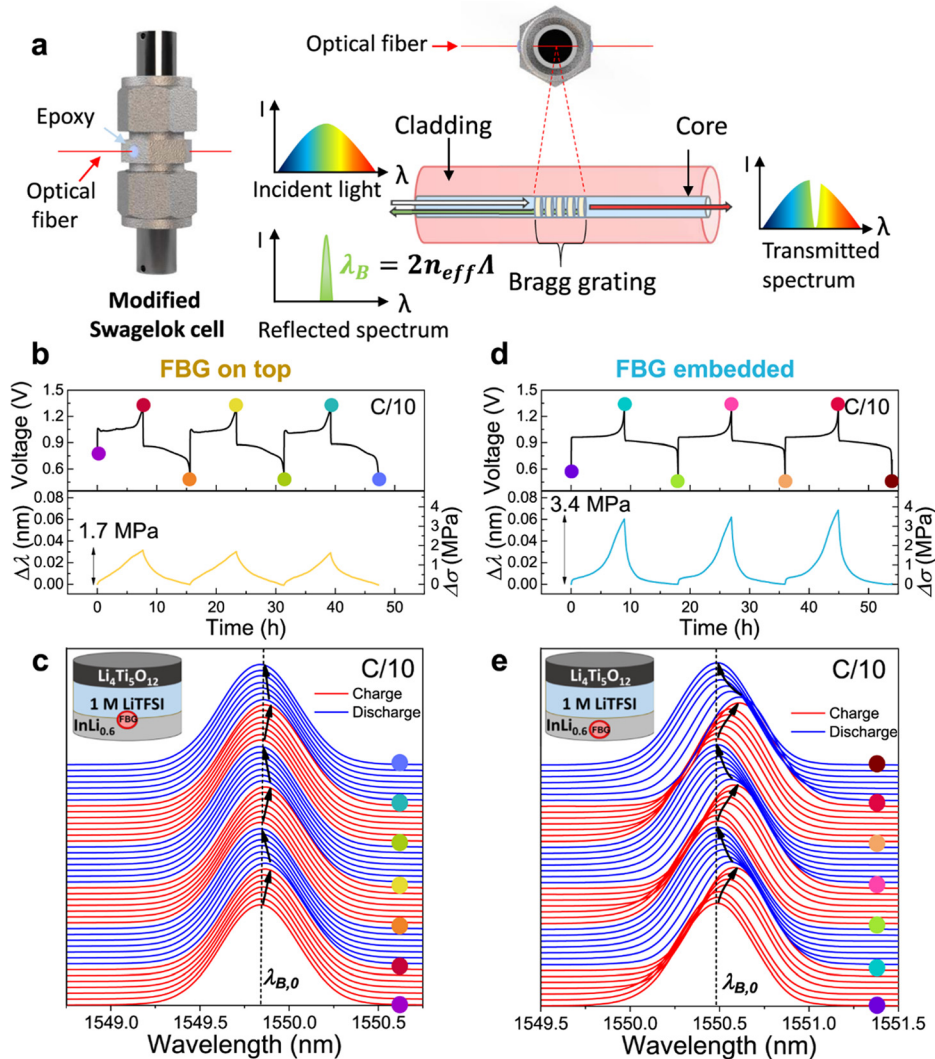 a
Optical fiber
Epoxy
Optical
fiber
Modified
Swagelok cell
I
λ
Incident light
I
λ_B = 2n_eff Λ
λ
Reflected spectrum
Cladding
Core
Bragg grating
I
λ
Transmitted
spectrum
b
FBG on top
Voltage (V)
1.5
1.2
0.9
0.6
C/10
Δλ (nm)
0.08
0.06
0.04
0.02
0.00
1.7 MPa
4
3
2
1
0
Δσ (MPa)
0 10 20 30 40 50
Time (h)
d
FBG embedded
Voltage (V)
1.5
1.2
0.9
0.6
C/10
Δλ (nm)
0.08
0.06
0.04
0.02
0.00
3.4 MPa
4
3
2
1
0
Δσ (MPa)
0 10 20 30 40 50
Time (h)
c
Li₄Ti₅O₁₂
1 M LiTFSI
InLi₀.₆
FBG
C/10
Charge
Discharge
λ_B,0
1549.0 1549.5 1550.0 1550.5
Wavelength (nm)
e
Li₄Ti₅O₁₂
1 M LiTFSI
InLi₀.₆
FBG
C/10
Charge
Discharge
λ_B,0
1549.5 1550.0 1550.5 1551.0 1551.5
Wavelength (nm)